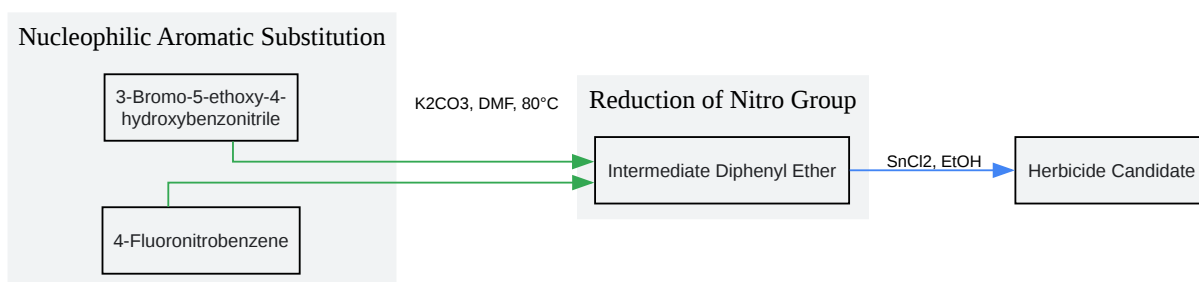 Nucleophilic Aromatic Substitution
3-Bromo-5-ethoxy-4-
hydroxybenzonitrile
4-Fluoronitrobenzene
K2CO3, DMF, 80°C
Reduction of Nitro Group
Intermediate Diphenyl Ether
SnCl2, EtOH
Herbicide Candidate